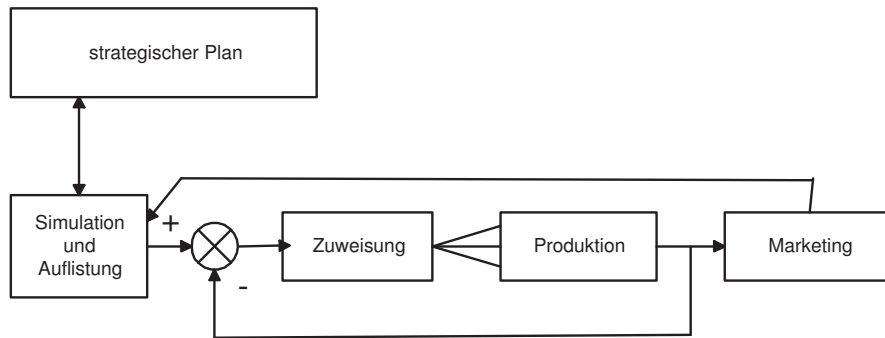 strategischer Plan
Simulation
und
Auflistung
+
-
Zuweisung
Produktion
Marketing